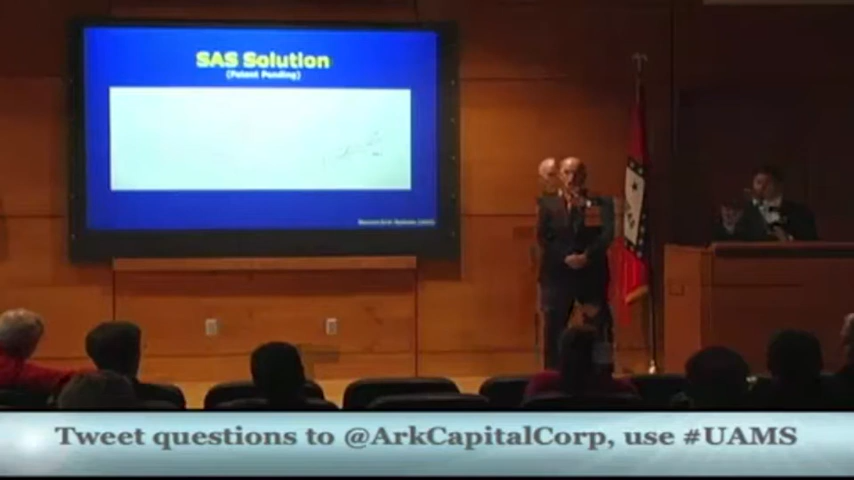 SAS Solution
(Patent Pending)
Tweet questions to @ArkCapitalCorp, use #UAMS